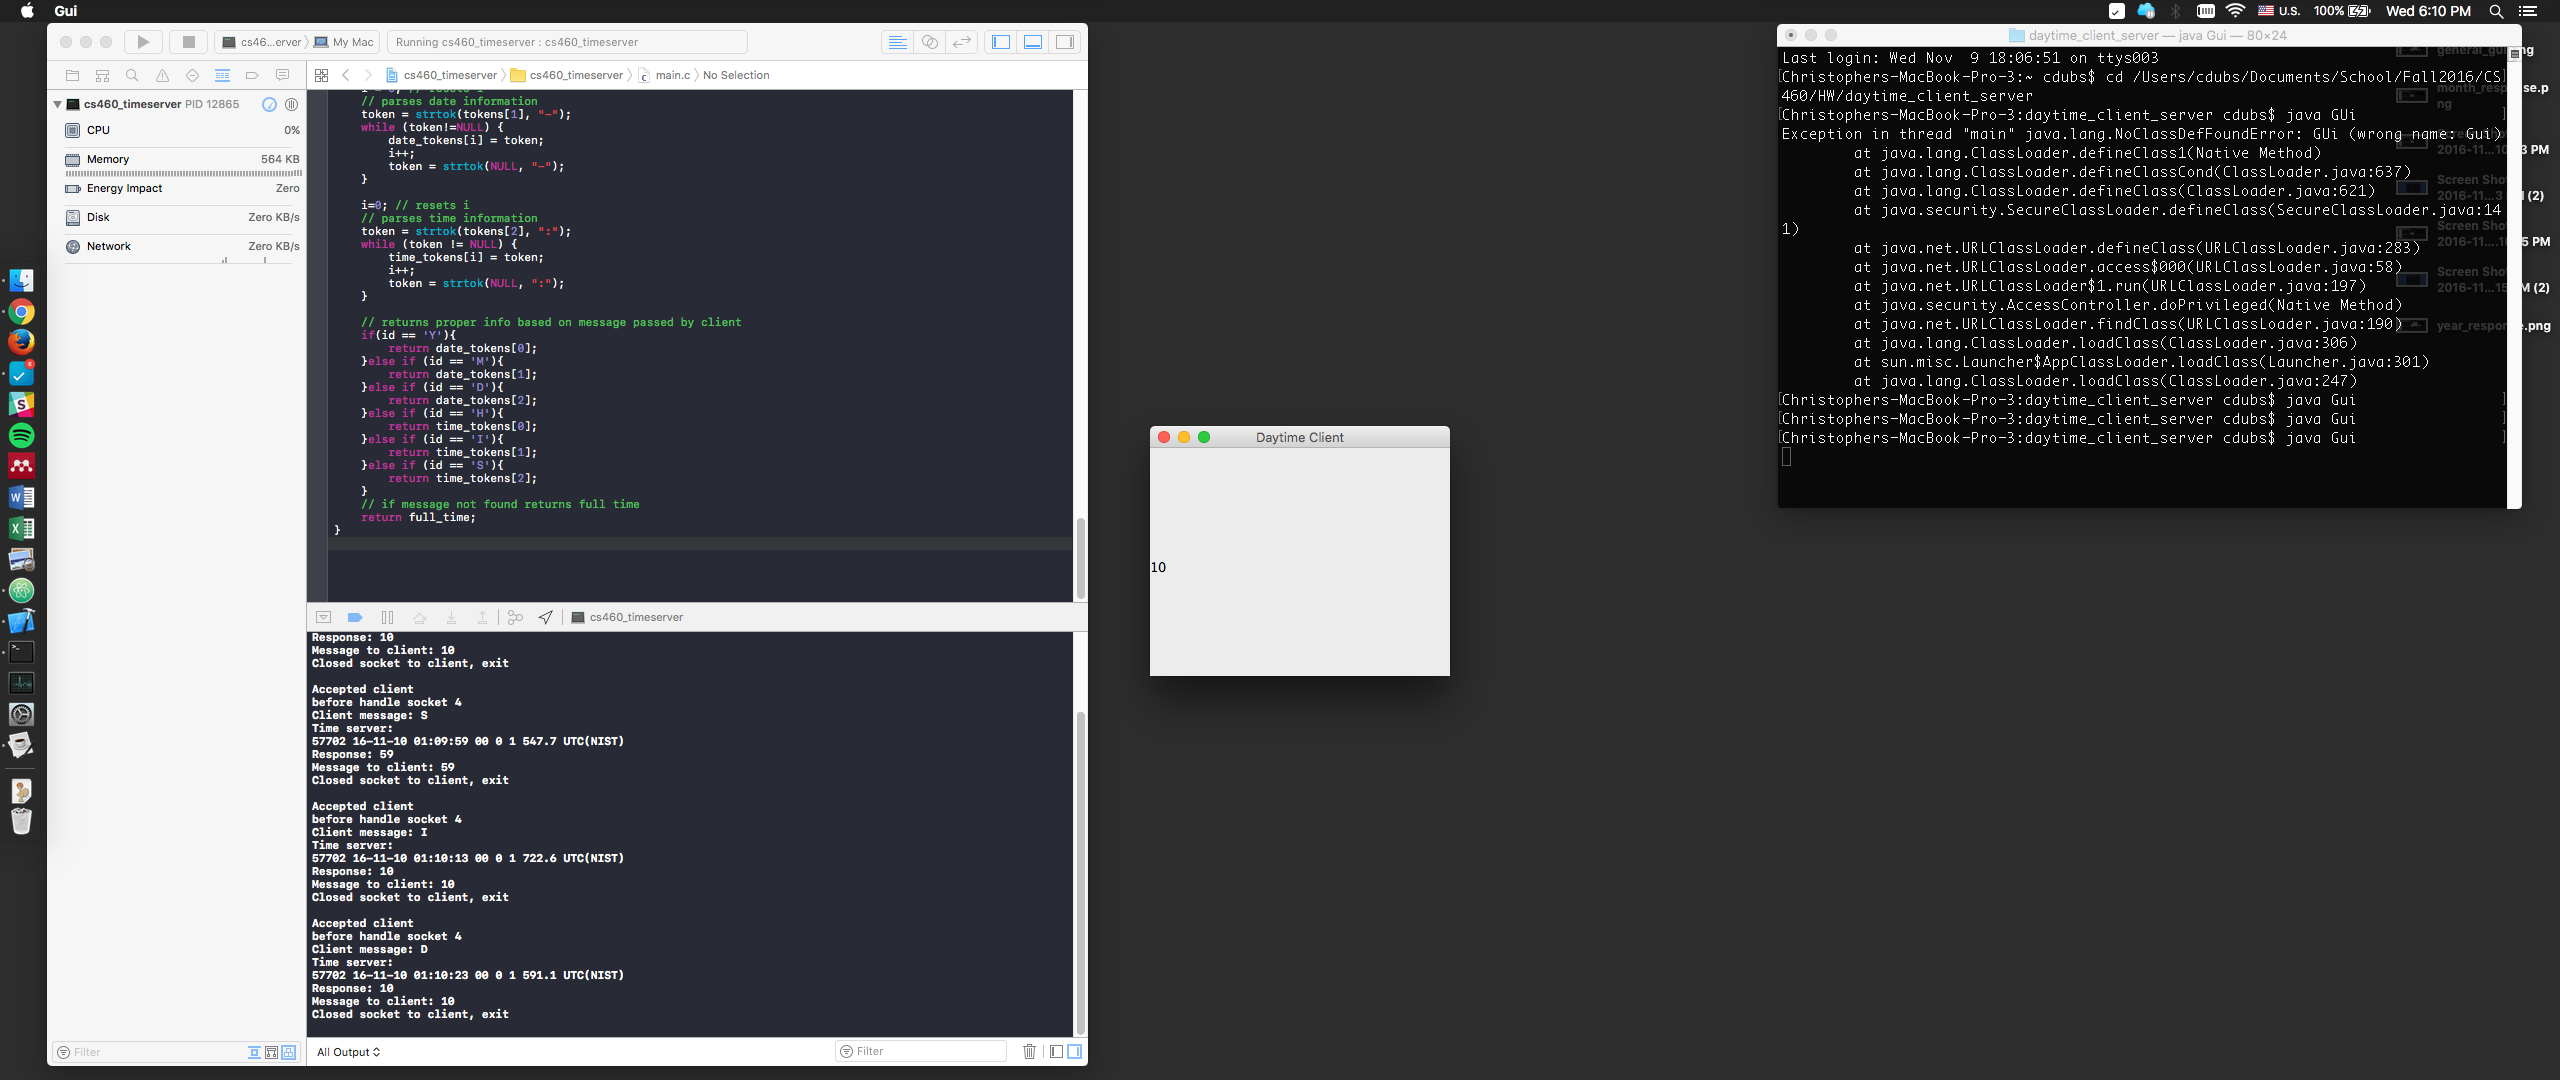 Gui
U.S.
100%
Wed 6:10 PM
cs46...erver
My Mac
Running cs460_timeserver : cs460_timeserver
cs460_timeserver
cs460_timeserver
main.c
No Selection
cs460_timeserver PID 12865
CPU
0%
Memory
564 KB
Energy Impact
Zero
Disk
Zero KB/s
Network
Zero KB/s
Filter
// parses date information
token = strtok(tokens[1], "-");
while (token!=NULL) {
date_tokens[i] = token;
i++;
token = strtok(NULL, "-");
}
i=0; // resets i
// parses time information
token = strtok(tokens[2], ":");
while (token != NULL) {
time_tokens[i] = token;
i++;
token = strtok(NULL, ":");
}
// returns proper info based on message passed by client
if(id == 'Y'){
return date_tokens[0];
}else if (id == 'M'){
return date_tokens[1];
}else if (id == 'D'){
return date_tokens[2];
}else if (id == 'H'){
return time_tokens[0];
}else if (id == 'I'){
return time_tokens[1];
}else if (id == 'S'){
return time_tokens[2];
}
// if message not found returns full time
return full_time;
}
cs460_timeserver
Response: 10
Message to client: 10
Closed socket to client, exit
Accepted client
before handle socket 4
Client message: S
Time server:
57702 16-11-10 01:09:59 00 0 1 547.7 UTC(NIST)
Response: 59
Message to client: 59
Closed socket to client, exit
Accepted client
before handle socket 4
Client message: I
Time server:
57702 16-11-10 01:10:13 00 0 1 722.6 UTC(NIST)
Response: 10
Message to client: 10
Closed socket to client, exit
Accepted client
before handle socket 4
Client message: D
Time server:
57702 16-11-10 01:10:23 00 0 1 591.1 UTC(NIST)
Response: 10
Message to client: 10
Closed socket to client, exit
All Output
Filter
Daytime Client
10
daytime_client_server — java Gui — 80×24
Last login: Wed Nov  9 18:06:51 on ttys003
[Christophers-MacBook-Pro-3:~ cdubs$ cd /Users/cdubs/Documents/School/Fall2016/CS]
460/HW/daytime_client_server
[Christophers-MacBook-Pro-3:daytime_client_server cdubs$ java GUi ]
Exception in thread "main" java.lang.NoClassDefFoundError: GUi (wrong name: Gui)
at java.lang.ClassLoader.defineClass1(Native Method)
at java.lang.ClassLoader.defineClassCond(ClassLoader.java:637)
at java.lang.ClassLoader.defineClass(ClassLoader.java:621)
at java.security.SecureClassLoader.defineClass(SecureClassLoader.java:14
1)
at java.net.URLClassLoader.defineClass(URLClassLoader.java:283)
at java.net.URLClassLoader.access$000(URLClassLoader.java:58)
at java.net.URLClassLoader$1.run(URLClassLoader.java:197)
at java.security.AccessController.doPrivileged(Native Method)
at java.net.URLClassLoader.findClass(URLClassLoader.java:190)
at java.lang.ClassLoader.loadClass(ClassLoader.java:306)
at sun.misc.Launcher$AppClassLoader.loadClass(Launcher.java:301)
at java.lang.ClassLoader.loadClass(ClassLoader.java:247)
[Christophers-MacBook-Pro-3:daytime_client_server cdubs$ java Gui ]
[Christophers-MacBook-Pro-3:daytime_client_server cdubs$ java Gui ]
[Christophers-MacBook-Pro-3:daytime_client_server cdubs$ java Gui ]
month_response.p
ng
Screen Sho
2016-11...3 PM (2)
Screen Sho
Screen Sho
year_response.png